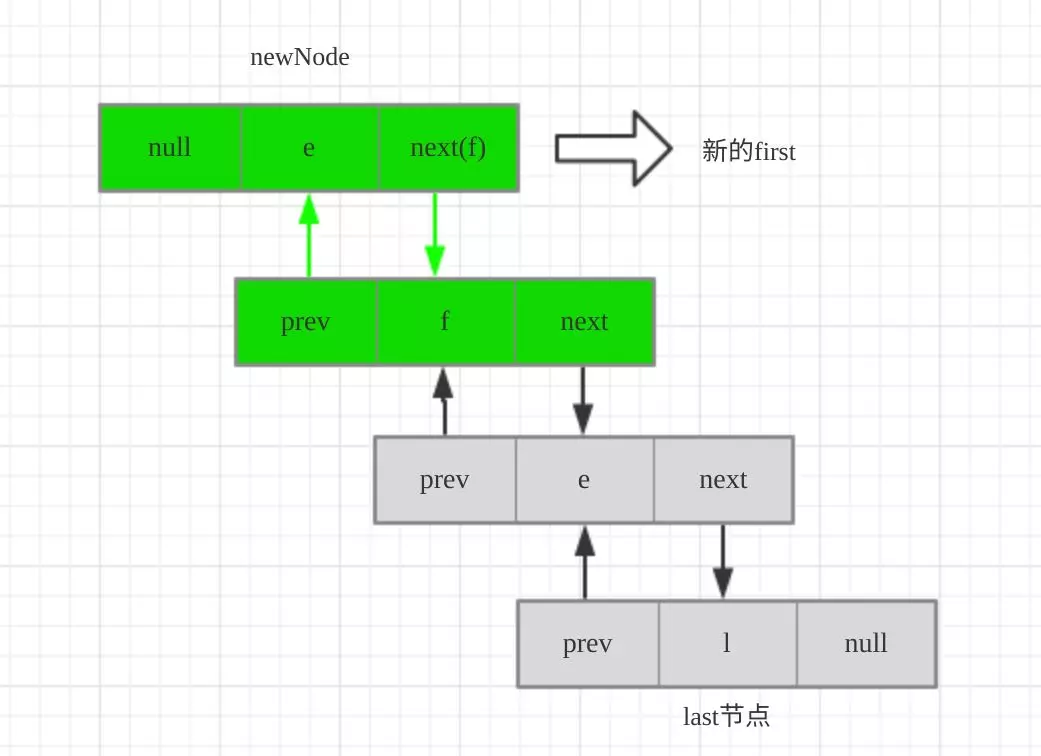 newNode
null e next(f)
新的first
prev f next
prev e next
prev l null
last节点